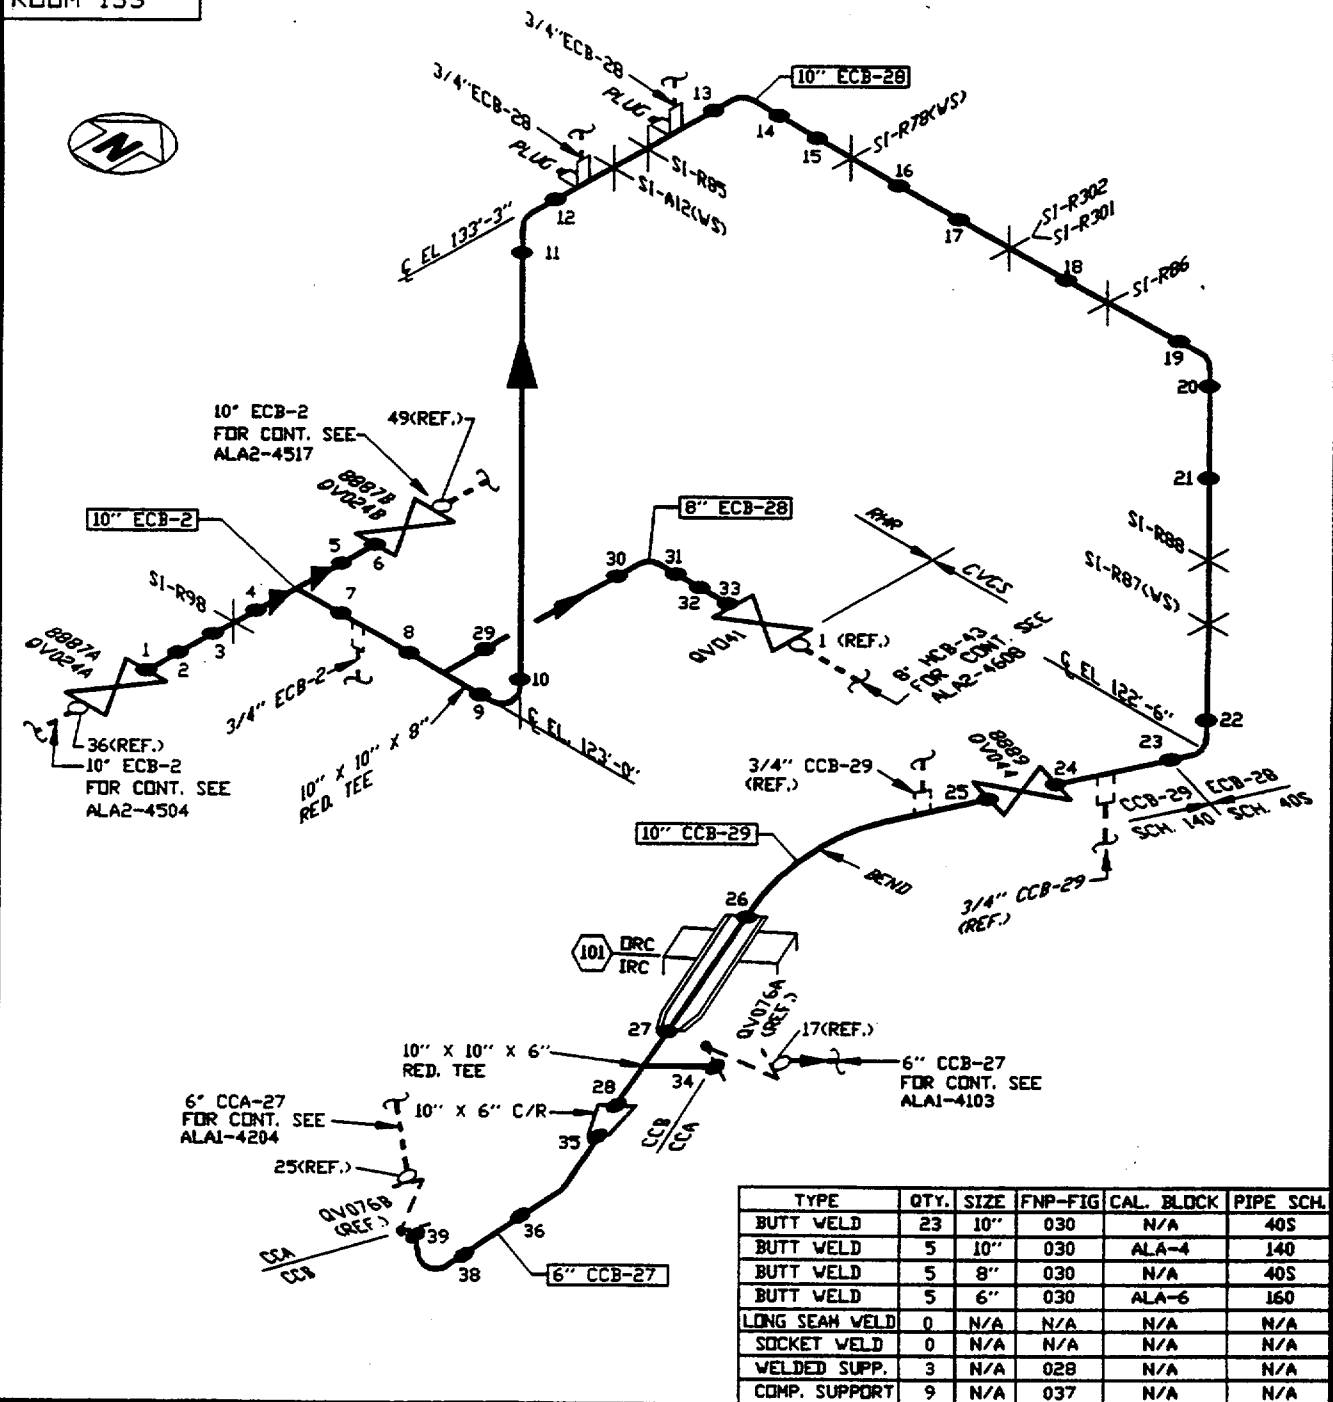 ROOM 133
N
3/4" ECB-28
3/4" ECB-28
PLUG
PLUG
13
10" ECB-28
14
15
SI-R78(WS)
SI-R85
SI-A12(WS)
12
16
17
SI-R302
SI-R301
℄ EL 133'-3"
11
18
SI-R86
19
20
10" ECB-2
FOR CONT. SEE
ALA2-4517
49(REF.)
8887B
QV024B
10" ECB-2
5
6
8" ECB-28
RHR
CVCS
21
SI-R88
SI-R87(WS)
SI-R98
4
7
30
31
32
33
8887A
QV024A
1
2
3
8
29
QV041
1 (REF.)
8" HCB-43
FOR CONT. SEE
ALA2-4608
3/4" ECB-2
10
9
℄ EL 122'-6"
22
36(REF.)
10" ECB-2
FOR CONT. SEE
ALA2-4504
10" X 10" X 8"
RED. TEE
℄ EL. 123'-0"
23
3/4" CCB-29
(REF.)
8889
QV044
24
25
CCB-29
ECB-28
SCH. 140
SCH. 40S
10" CCB-29
BEND
3/4" CCB-29
(REF.)
26
101
ORC
IRC
QV076A
(REF.)
27
17(REF.)
10" X 10" X 6"
RED. TEE
34
6" CCB-27
FOR CONT. SEE
ALA1-4103
28
6" CCA-27
FOR CONT. SEE
ALA1-4204
10" X 6" C/R
CCB
CCA
35
25(REF.)
QV076B
(REF.)
39
36
CCA
CCB
38
6" CCB-27
TYPE QTY. SIZE FNP-FIG CAL. BLOCK PIPE SCH.
BUTT WELD 23 10" 030 N/A 40S
BUTT WELD 5 10" 030 ALA-4 140
BUTT WELD 5 8" 030 N/A 40S
BUTT WELD 5 6" 030 ALA-6 160
LONG SEAM WELD 0 N/A N/A N/A N/A
SOCKET WELD 0 N/A N/A N/A N/A
WELDED SUPP. 3 N/A 028 N/A N/A
COMP. SUPPORT 9 N/A 037 N/A N/A